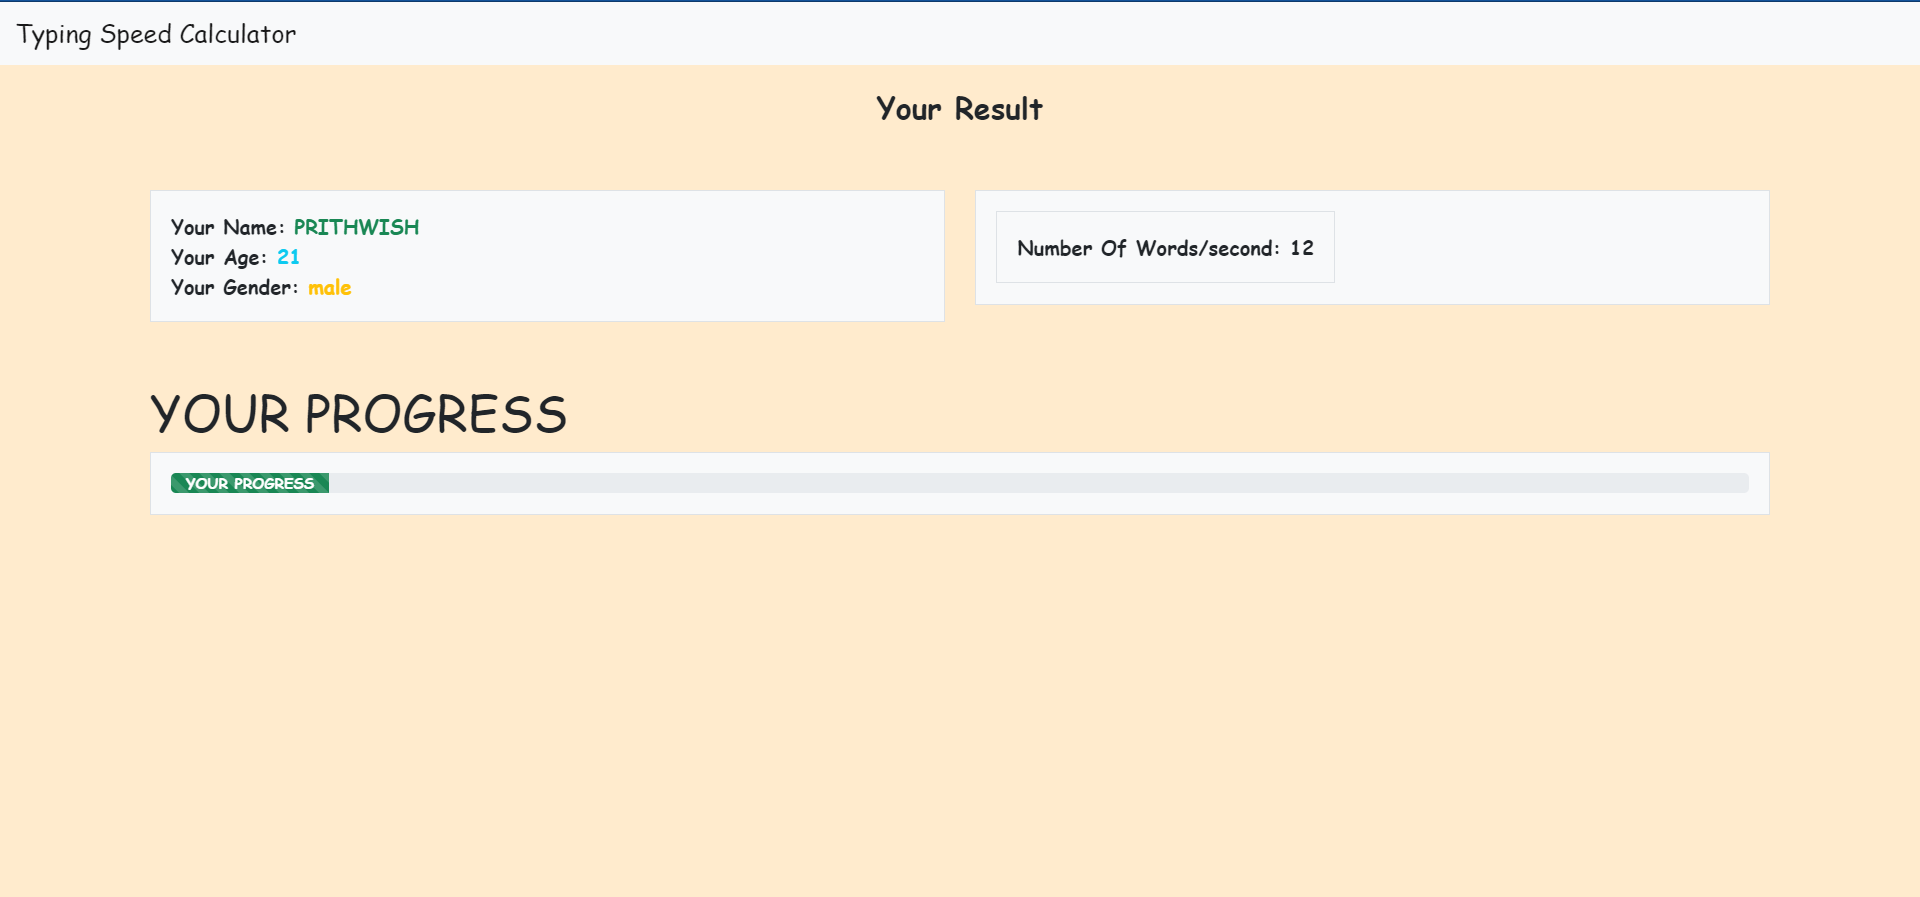 Typing Speed Calculator
Your Result
Your Name: PRITHWISH
Your Age: 21
Your Gender: male
Number Of Words/second: 12
YOUR PROGRESS
YOUR PROGRESS